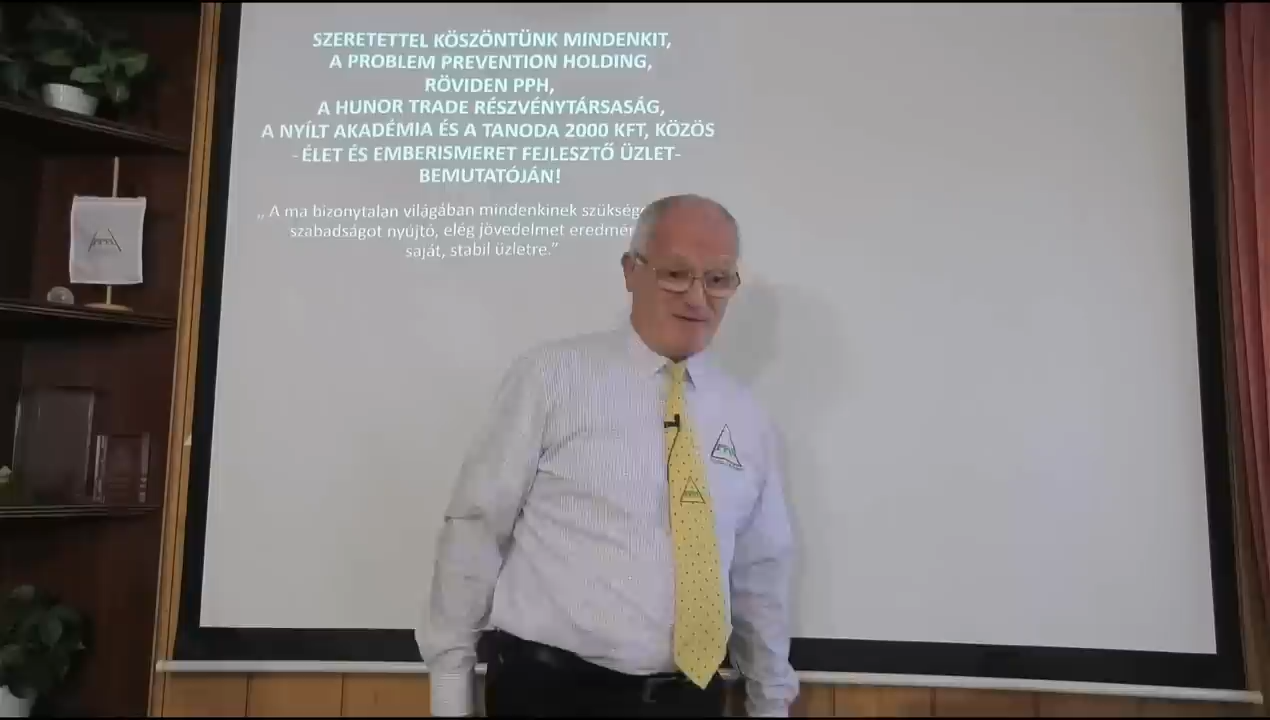 SZERETETTEL KÖSZÖNTÜNK MINDENKIT,
A PROBLEM PREVENTION HOLDING,
RÖVIDEN PPH,
A HUNOR TRADE RÉSZVÉNYTÁRSASÁG,
A NYÍLT AKADÉMIA ÉS A TANODA 2000 KFT, KÖZÖS
- ÉLET ÉS EMBERISMERET FEJLESZTŐ ÜZLET-
BEMUTATÓJÁN!
„ A ma bizonytalan világában mindenkinek
szabadságot nyújtó, elég jövedelmet
saját, stabil üzletre.”